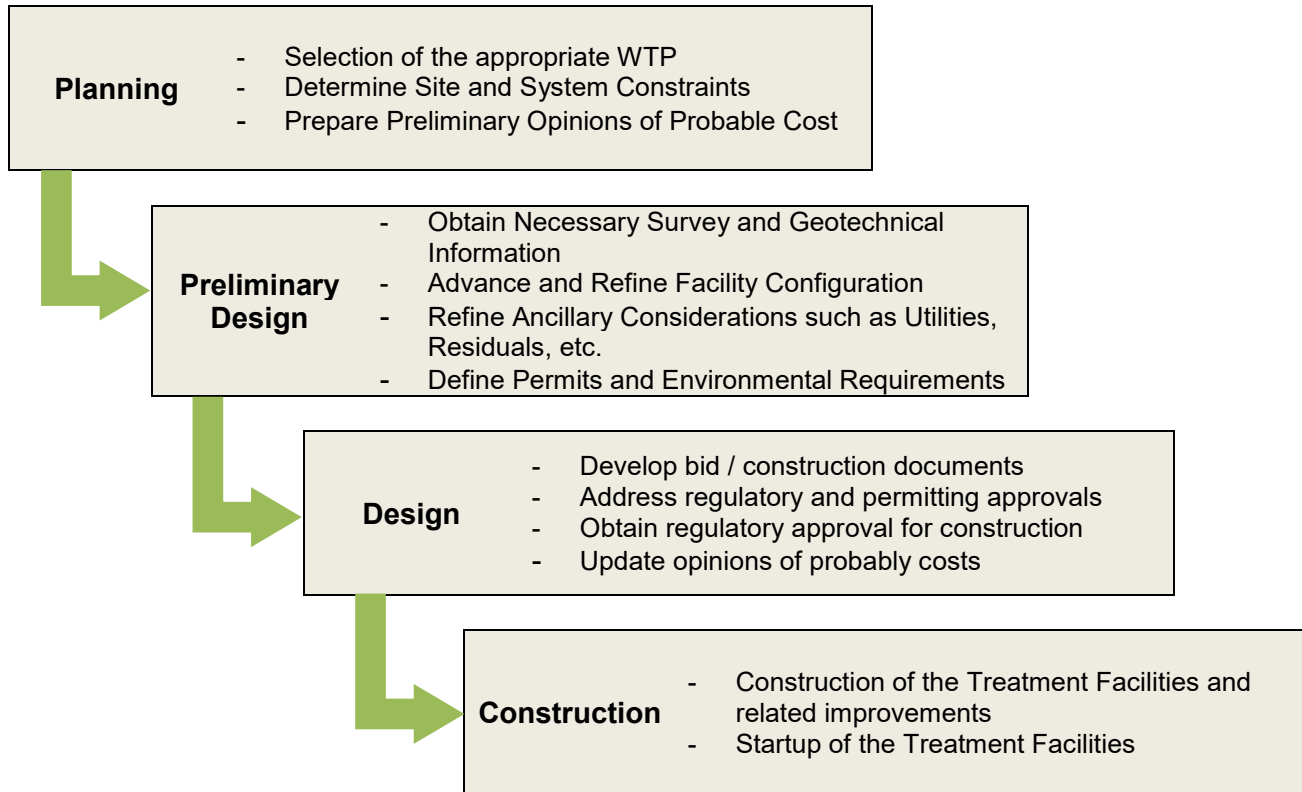 Planning
- Selection of the appropriate WTP
- Determine Site and System Constraints
- Prepare Preliminary Opinions of Probable Cost
Preliminary
Design
- Obtain Necessary Survey and Geotechnical
Information
- Advance and Refine Facility Configuration
- Refine Ancillary Considerations such as Utilities,
Residuals, etc.
- Define Permits and Environmental Requirements
Design
- Develop bid / construction documents
- Address regulatory and permitting approvals
- Obtain regulatory approval for construction
- Update opinions of probably costs
Construction
- Construction of the Treatment Facilities and
related improvements
- Startup of the Treatment Facilities